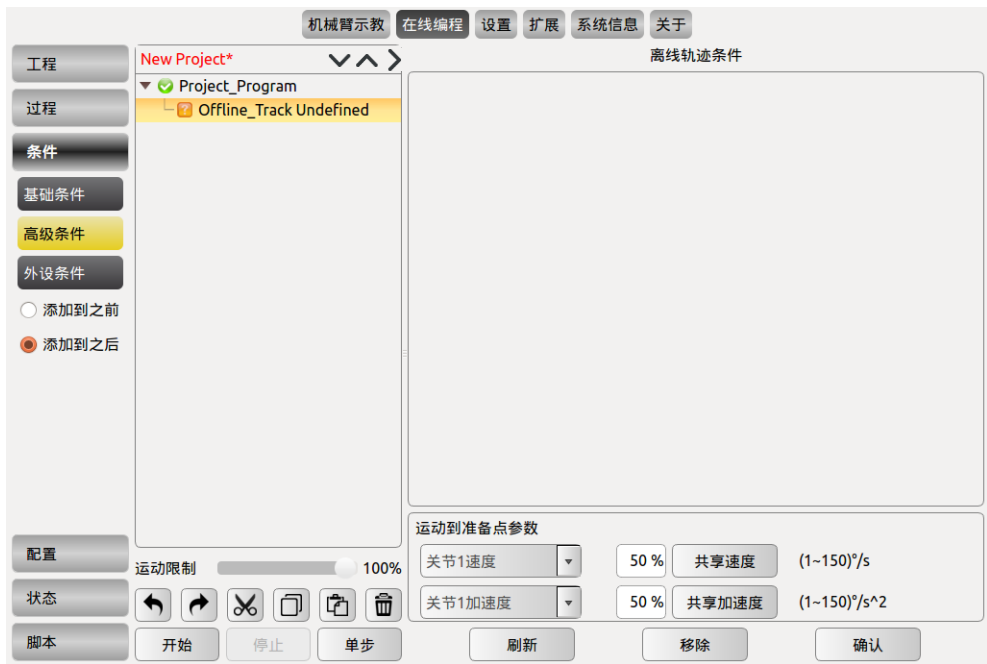 机械臂示教 在线编程 设置 扩展 系统信息 关于
工程
过程
条件
基础条件
高级条件
外设条件
添加到之前
添加到之后
配置
状态
脚本
New Project*
Project_Program
Offline_Track Undefined
运动限制 100%
开始 停止 单步
离线轨迹条件
运动到准备点参数
关节1速度 50 % 共享速度 (1~150)°/s
关节1加速度 50 % 共享加速度 (1~150)°/s^2
刷新 移除 确认